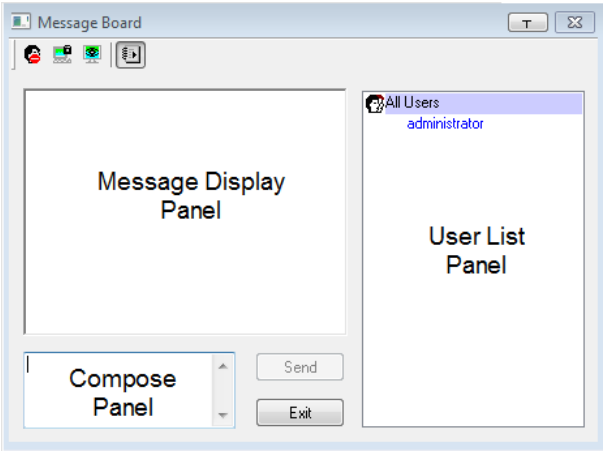 Message Board
T
All Users
administrator
Message Display
Panel
User List
Panel
Compose
Panel
Send
Exit